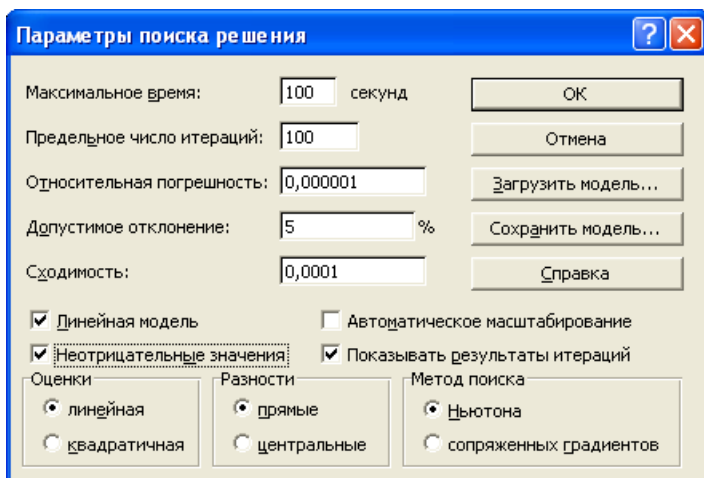 Параметры поиска решения
Максимальное время: 100 секунд OK
Предельное число итераций: 100 Отмена
Относительная погрешность: 0,000001 Загрузить модель...
Допустимое отклонение: 5 % Сохранить модель...
Сходимость: 0,0001 Справка
Линейная модель Автоматическое масштабирование
Неотрицательные значения Показывать результаты итераций
Оценки Разности Метод поиска
линейная прямые Ньютона
квадратичная центральные сопряженных градиентов